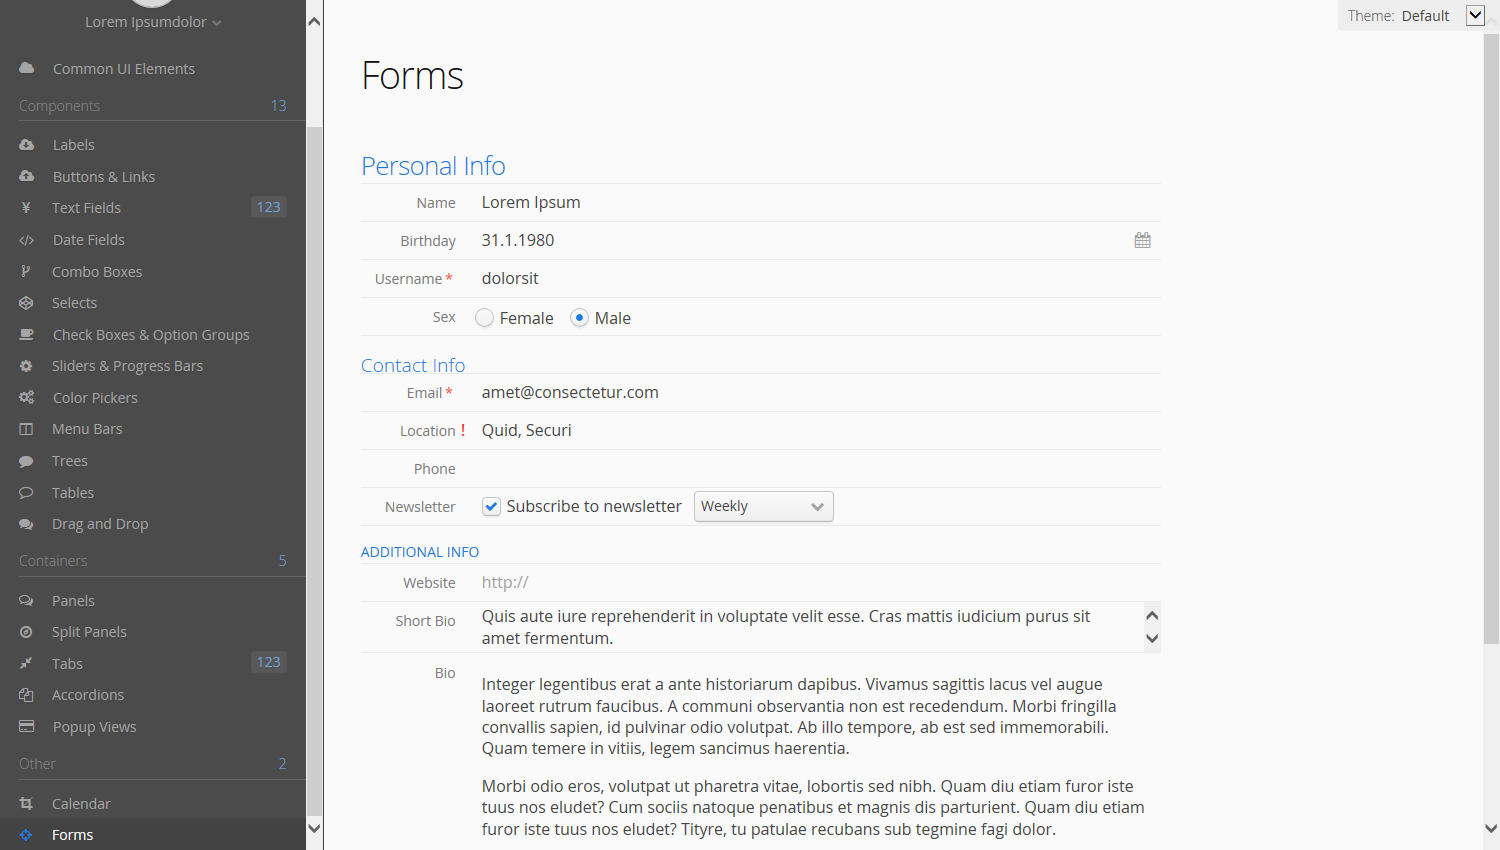 Lorem Ipsumdolor
Common UI Elements
Components 13
Labels
Buttons & Links
Text Fields 123
Date Fields
Combo Boxes
Selects
Check Boxes & Option Groups
Sliders & Progress Bars
Color Pickers
Menu Bars
Trees
Tables
Drag and Drop
Containers 5
Panels
Split Panels
Tabs 123
Accordions
Popup Views
Other 2
Calendar
Forms
Theme: Default
Forms
Personal Info
Name Lorem Ipsum
Birthday 31.1.1980
Username * dolorsit
Sex Female Male
Contact Info
Email * amet@consectetur.com
Location ! Quid, Securi
Phone
Newsletter Subscribe to newsletter Weekly
ADDITIONAL INFO
Website http://
Short Bio Quis aute iure reprehenderit in voluptate velit esse. Cras mattis iudicium purus sit
amet fermentum.
Bio
Integer legentibus erat a ante historiarum dapibus. Vivamus sagittis lacus vel augue
laoreet rutrum faucibus. A communi observantia non est recedendum. Morbi fringilla
convallis sapien, id pulvinar odio volutpat. Ab illo tempore, ab est sed immemorabili.
Quam temere in vitiis, legem sancimus haerentia.
Morbi odio eros, volutpat ut pharetra vitae, lobortis sed nibh. Quam diu etiam furor iste
tuus nos eludet? Cum sociis natoque penatibus et magnis dis parturient. Quam diu etiam
furor iste tuus nos eludet? Tityre, tu patulae recubans sub tegmine fagi dolor.